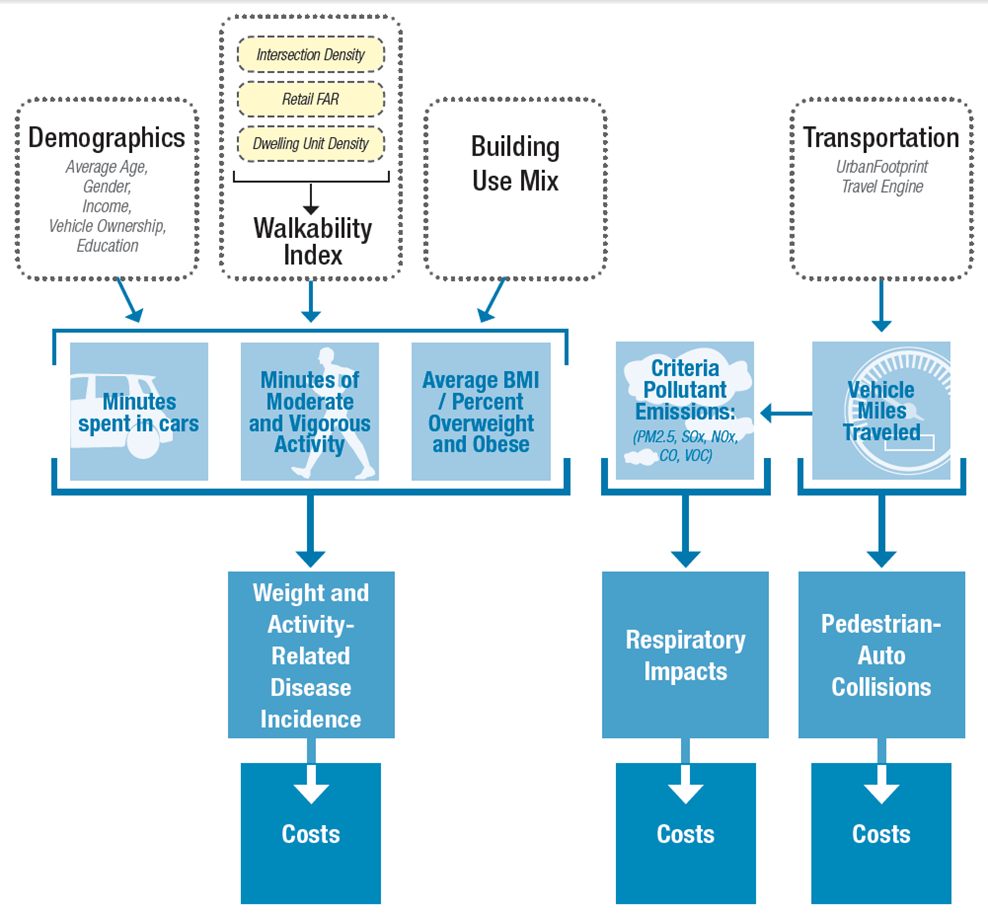 Intersection Density
Retail FAR
Dwelling Unit Density
Walkability
Index
Demographics
Average Age,
Gender,
Income,
Vehicle Ownership,
Education
Building
Use Mix
Transportation
UrbanFootprint
Travel Engine
Minutes
spent in cars
Minutes of
Moderate
and Vigorous
Activity
Average BMI
/ Percent
Overweight
and Obese
Criteria
Pollutant
Emissions:
(PM2.5, SOx, NOx,
CO, VOC)
Vehicle
Miles
Traveled
Weight and
Activity-
Related
Disease
Incidence
Respiratory
Impacts
Pedestrian-
Auto
Collisions
Costs
Costs
Costs